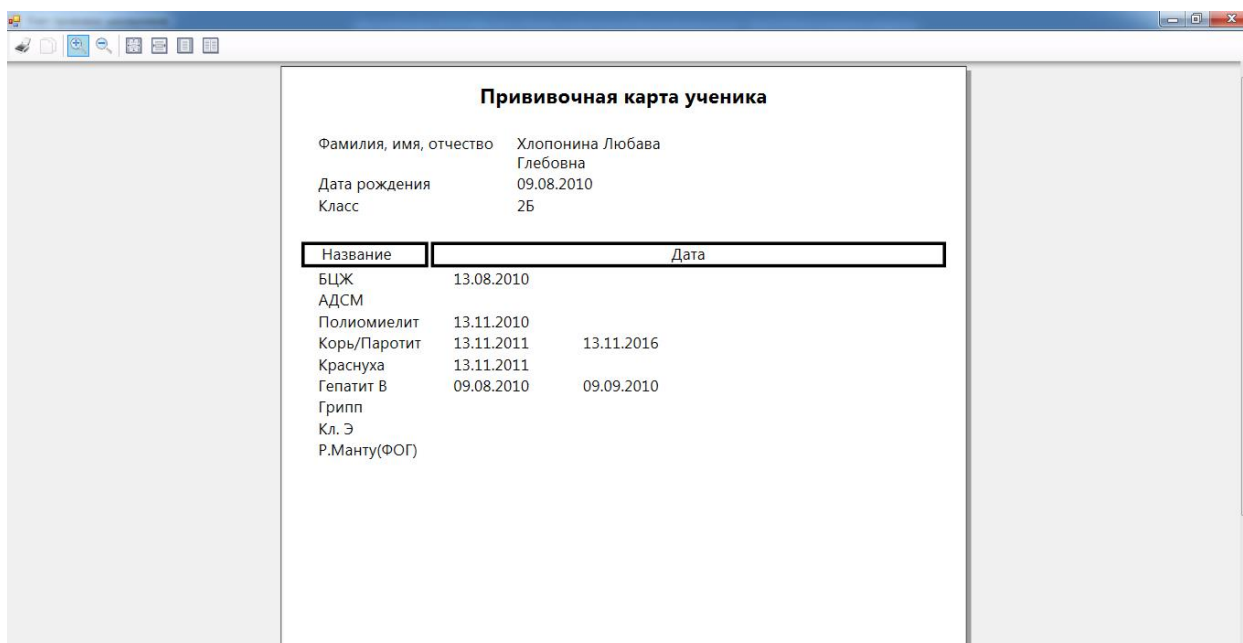 Прививочная карта ученика
Фамилия, имя, отчество Хлопонина Любава
Глебовна
Дата рождения 09.08.2010
Класс 2Б
Название Дата
БЦЖ 13.08.2010
АДСМ
Полиомиелит 13.11.2010
Корь/Паротит 13.11.2011 13.11.2016
Краснуха 13.11.2011
Гепатит В 09.08.2010 09.09.2010
Грипп
Кл. Э
Р.Манту(ФОГ)